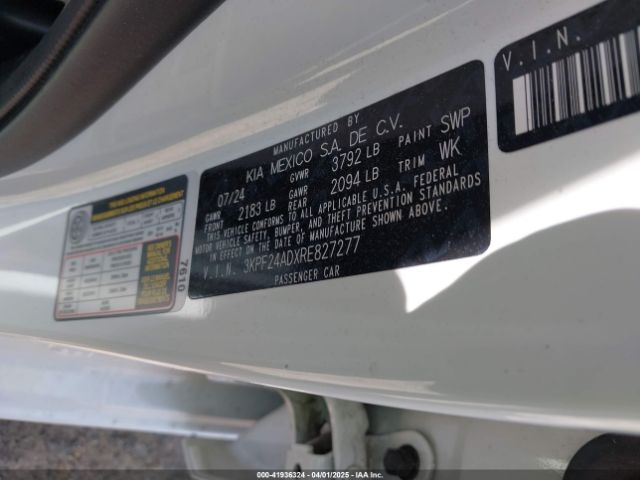 V.I.N.
MANUFACTURED BY
KIA MEXICO S.A. DE C.V.
07/24 GVWR 3792 LB PAINT SWP
GAWR FRONT 2183 LB GAWR REAR 2094 LB TRIM WK
THIS VEHICLE CONFORMS TO ALL APPLICABLE U.S.A. FEDERAL
MOTOR VEHICLE SAFETY, BUMPER, AND THEFT PREVENTION STANDARDS
IN EFFECT ON THE DATE OF MANUFACTURE SHOWN ABOVE.
V.I.N. 3KPF24ADXRE827277
PASSENGER CAR
7610
000-41936324 - 04/01/2025 - IAA Inc.